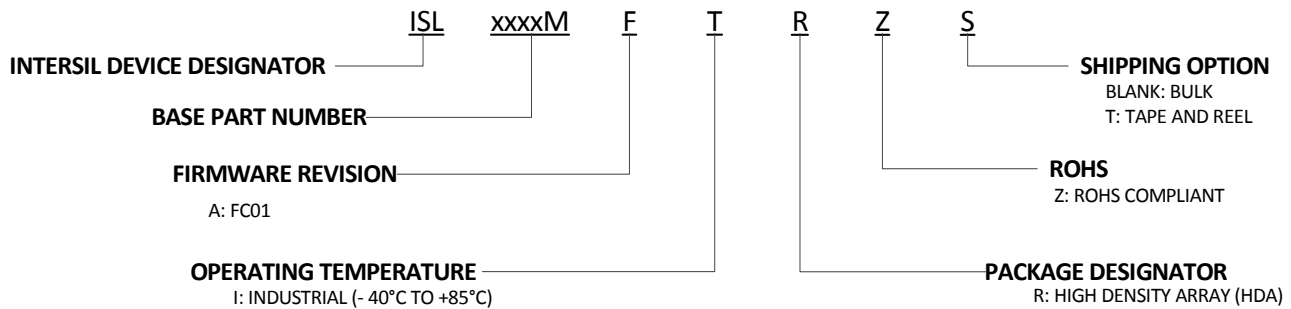 ISL xxxxM F T R Z S
INTERSIL DEVICE DESIGNATOR
SHIPPING OPTION
BLANK: BULK
T: TAPE AND REEL
BASE PART NUMBER
FIRMWARE REVISION
A: FC01
ROHS
Z: ROHS COMPLIANT
OPERATING TEMPERATURE
I: INDUSTRIAL (- 40°C TO +85°C)
PACKAGE DESIGNATOR
R: HIGH DENSITY ARRAY (HDA)